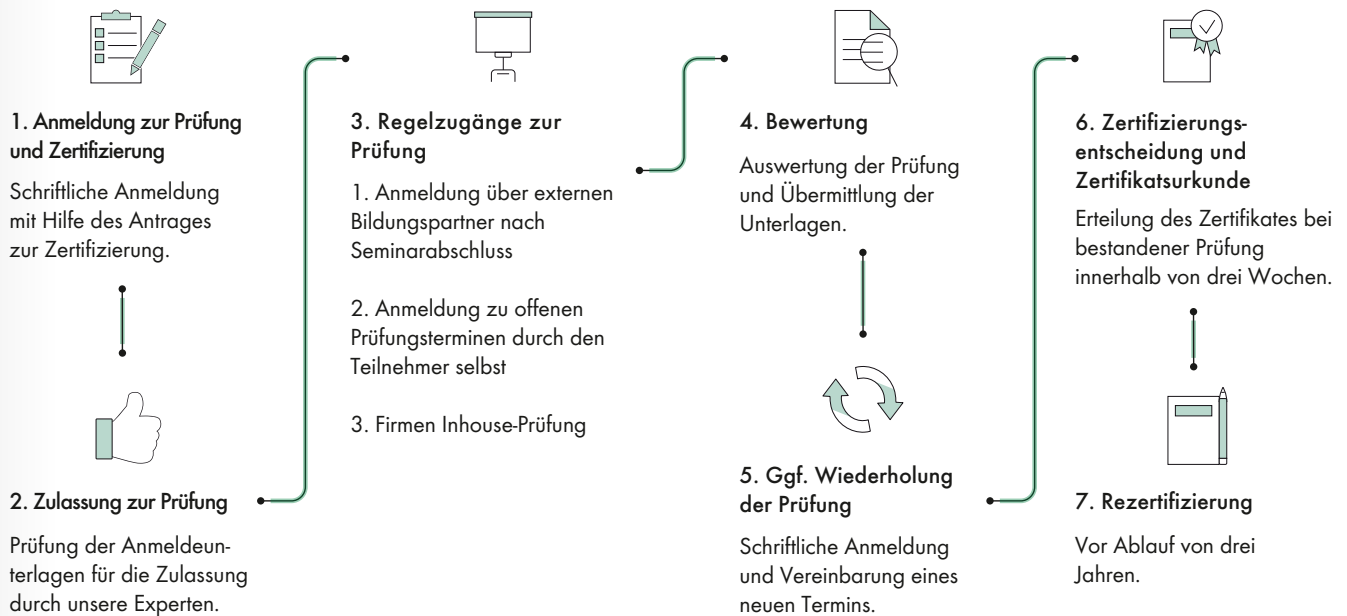 1. Anmeldung zur Prüfung
und Zertifizierung
Schriftliche Anmeldung
mit Hilfe des Antrages
zur Zertifizierung.
2. Zulassung zur Prüfung
Prüfung der Anmeldeun-
terlagen für die Zulassung
durch unsere Experten.
3. Regelzugänge zur
Prüfung
1. Anmeldung über externen
Bildungspartner nach
Seminarabschluss
2. Anmeldung zu offenen
Prüfungsterminen durch den
Teilnehmer selbst
3. Firmen Inhouse-Prüfung
4. Bewertung
Auswertung der Prüfung
und Übermittlung der
Unterlagen.
5. Ggf. Wiederholung
der Prüfung
Schriftliche Anmeldung
und Vereinbarung eines
neuen Termins.
6. Zertifizierungs-
entscheidung und
Zertifikatsurkunde
Erteilung des Zertifikates bei
bestandener Prüfung
innerhalb von drei Wochen.
7. Rezertifizierung
Vor Ablauf von drei
Jahren.